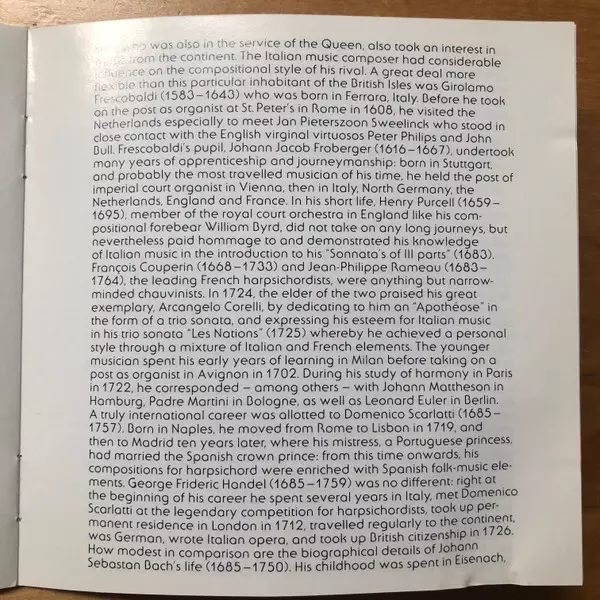 who was also in the service of the Queen, also took an interest in
from the continent. The Italian music composer had considerable
influence on the compositional style of his rival. A great deal more
flexible than this particular inhabitant of the British Isles was Girolamo
Frescobaldi (1583–1643) who was born in Ferrara, Italy. Before he took
on the post as organist at St. Peter's in Rome in 1608, he visited the
Netherlands especially to meet Jan Pieterszoon Sweelinck who stood in
close contact with the English virginal virtuosos Peter Philips and John
Bull. Frescobaldi's pupil, Johann Jacob Froberger (1616–1667), undertook
many years of apprenticeship and journeymanship: born in Stuttgart,
and probably the most travelled musician of his time, he held the post of
imperial court organist in Vienna, then in Italy, North Germany, the
Netherlands, England and France. In his short life, Henry Purcell (1659–
1695), member of the royal court orchestra in England like his com-
positional forebear William Byrd, did not take on any long journeys, but
nevertheless paid hommage to and demonstrated his knowledge
of Italian music in the introduction to his "Sonnata's of III parts" (1683).
François Couperin (1668–1733) and Jean-Philippe Rameau (1683–
1764), the leading French harpsichordists, were anything but narrow-
minded chauvinists. In 1724, the elder of the two praised his great
exemplary, Arcangelo Corelli, by dedicating to him an "Apothéose" in
the form of a trio sonata, and expressing his esteem for Italian music
in his trio sonata "Les Nations" (1725) whereby he achieved a personal
style through a mixture of Italian and French elements. The younger
musician spent his early years of learning in Milan before taking on a
post as organist in Avignon in 1702. During his study of harmony in Paris
in 1722, he corresponded – among others – with Johann Mattheson in
Hamburg, Padre Martini in Bologne, as well as Leonard Euler in Berlin.
A truly international career was allotted to Domenico Scarlatti (1685–
1757). Born in Naples, he moved from Rome to Lisbon in 1719, and
then to Madrid ten years later, where his mistress, a Portuguese princess,
had married the Spanish crown prince: from this time onwards, his
compositions for harpsichord were enriched with Spanish folk-music ele-
ments. George Frideric Handel (1685–1759) was no different: right at
the beginning of his career he spent several years in Italy, met Domenico
Scarlatti at the legendary competition for harpsichordists, took up per-
manent residence in London in 1712, travelled regularly to the continent,
was German, wrote Italian opera, and took up British citizenship in 1726.
How modest in comparison are the biographical details of Johann
Sebastan Bach's life (1685–1750). His childhood was spent in Eisenach,